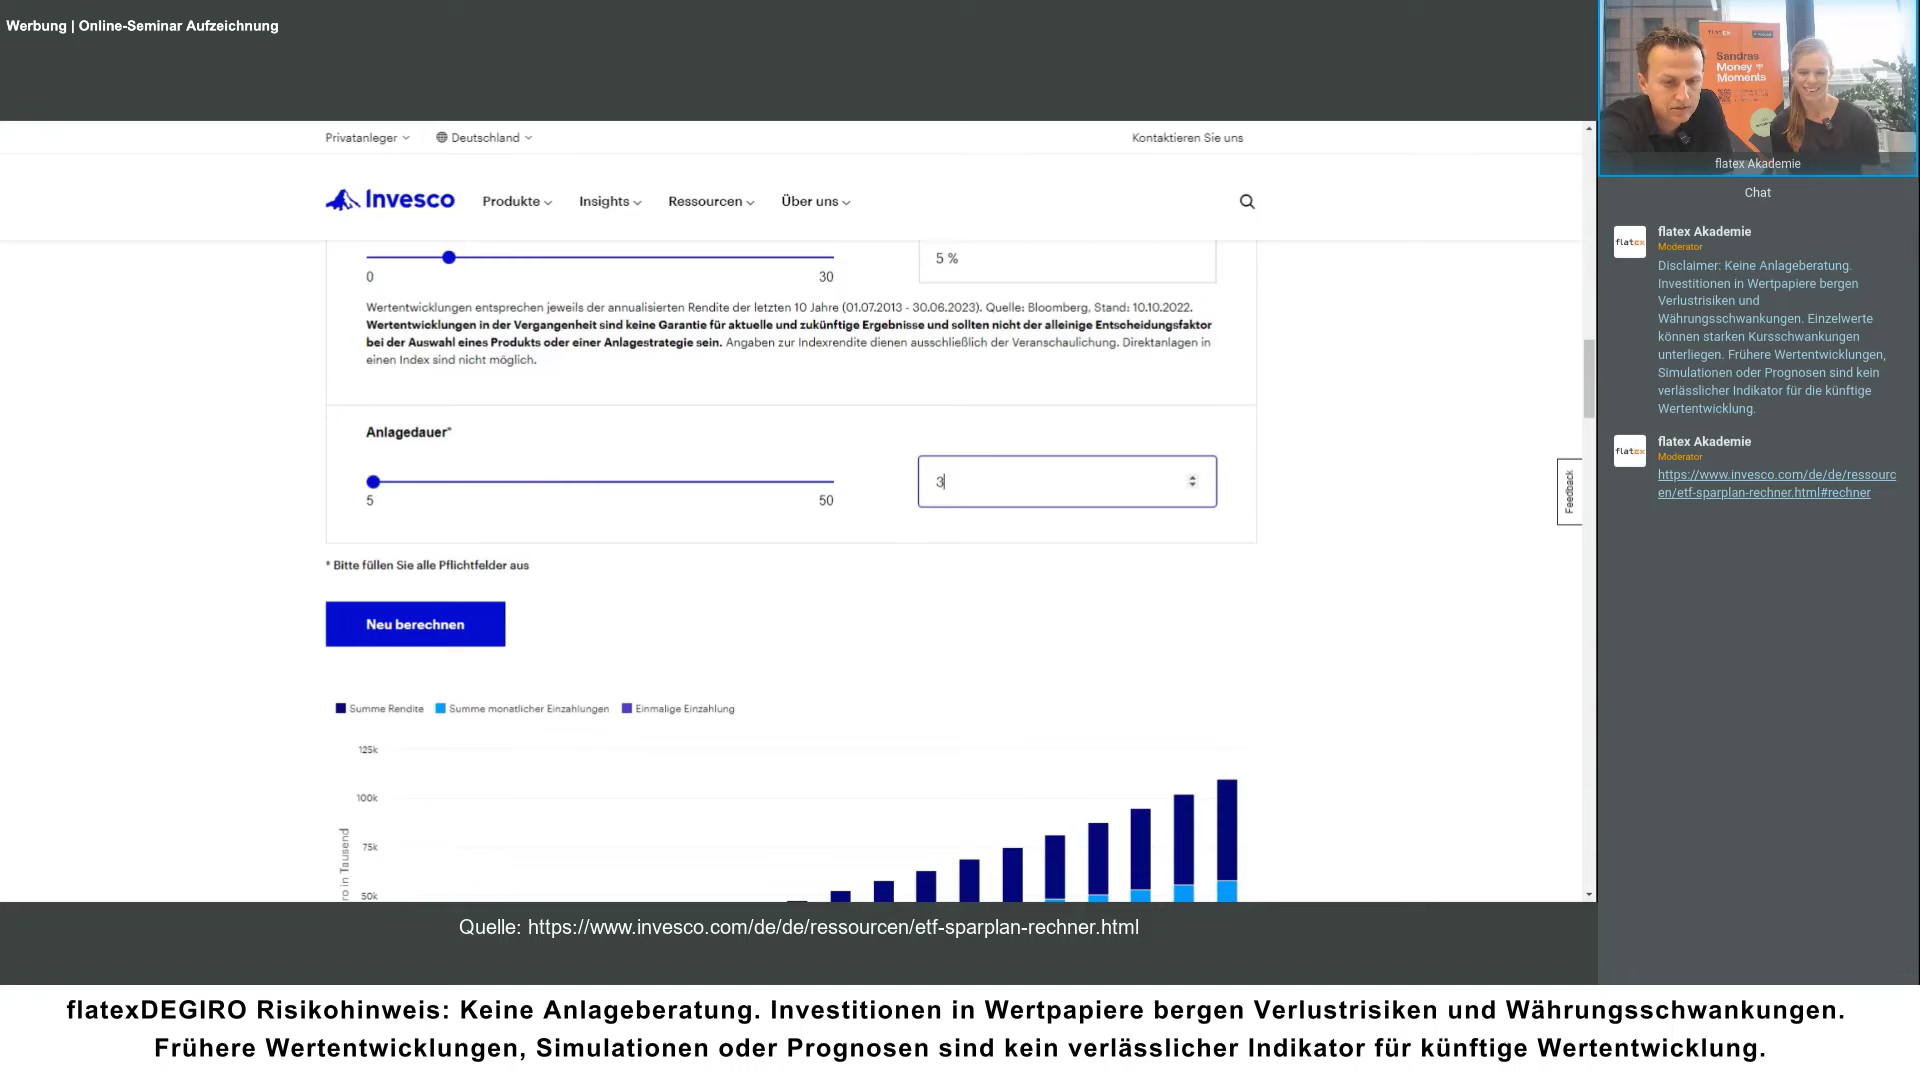 Werbung | Online-Seminar Aufzeichnung
Privatanleger
Deutschland
Kontaktieren Sie uns
Invesco
Produkte
Insights
Ressourcen
Über uns
5 %
0
30
Wertentwicklungen entsprechen jeweils der annualisierten Rendite der letzten 10 Jahre (01.07.2013 - 30.06.2023). Quelle: Bloomberg, Stand: 10.10.2022.
Wertentwicklungen in der Vergangenheit sind keine Garantie für aktuelle und zukünftige Ergebnisse und sollten nicht der alleinige Entscheidungsfaktor
bei der Auswahl eines Produkts oder einer Anlagestrategie sein. Angaben zur Indexrendite dienen ausschließlich der Veranschaulichung. Direktanlagen in
einen Index sind nicht möglich.
Anlagedauer*
3
5
50
Feedback
* Bitte füllen Sie alle Pflichtfelder aus
Neu berechnen
Summe Rendite
Summe monatlicher Einzahlungen
Einmalige Einzahlung
125k
100k
75k
50k
ro in Tausend
Quelle: https://www.invesco.com/de/de/ressourcen/etf-sparplan-rechner.html
flatex
Sandras
Money
Moments
flatex Akademie
Chat
flatex
flatex Akademie
Moderator
Disclaimer: Keine Anlageberatung.
Investitionen in Wertpapiere bergen
Verlustrisiken und
Währungsschwankungen. Einzelwerte
können starken Kursschwankungen
unterliegen. Frühere Wertentwicklungen,
Simulationen oder Prognosen sind kein
verlässlicher Indikator für die künftige
Wertentwicklung.
flatex
flatex Akademie
Moderator
https://www.invesco.com/de/de/ressourc
en/etf-sparplan-rechner.html#rechner
flatexDEGIRO Risikohinweis: Keine Anlageberatung. Investitionen in Wertpapiere bergen Verlustrisiken und Währungsschwankungen.
Frühere Wertentwicklungen, Simulationen oder Prognosen sind kein verlässlicher Indikator für künftige Wertentwicklung.